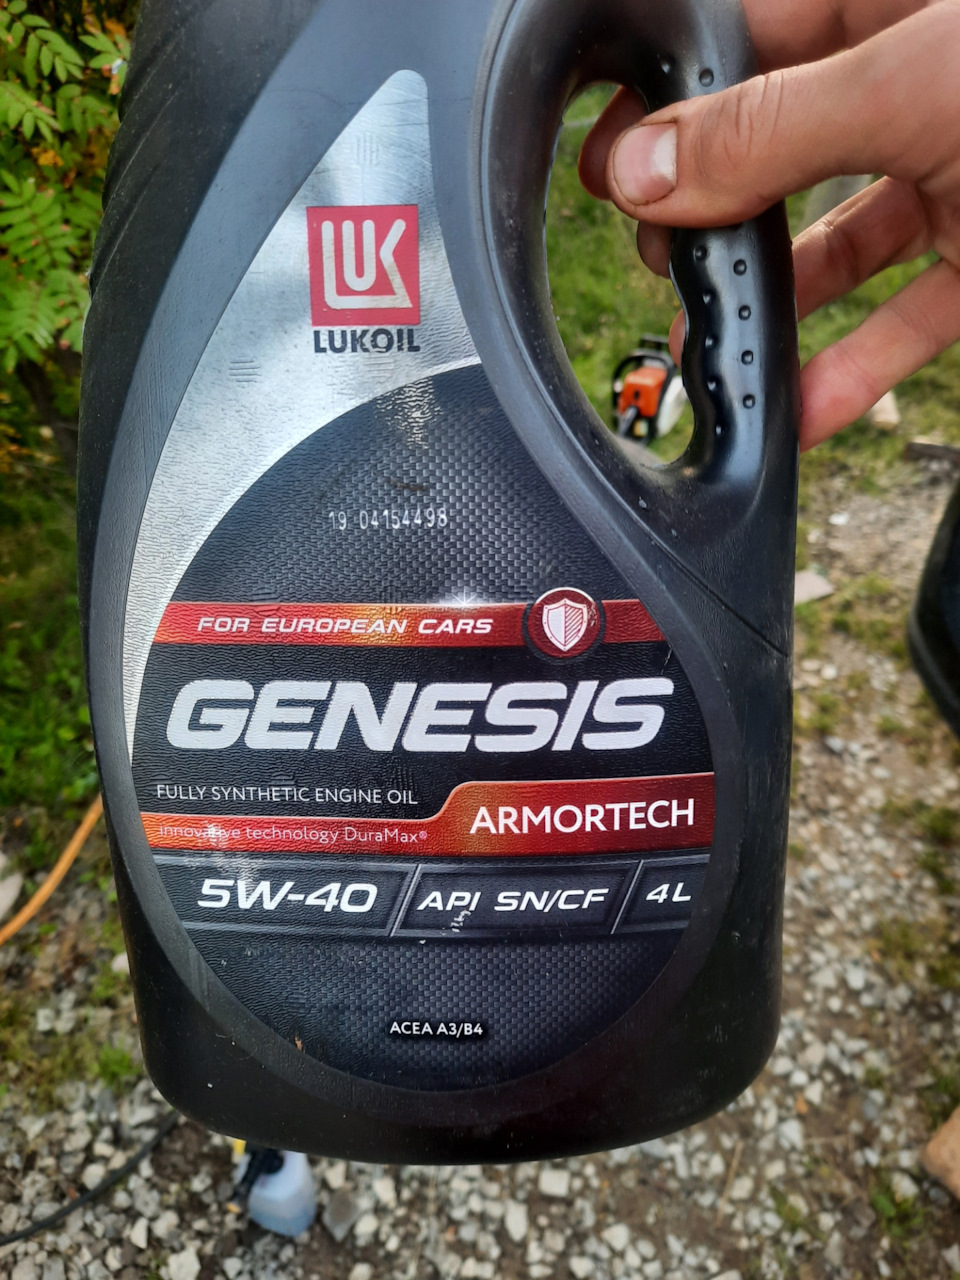 LUK
LUKOIL
19 04154498
FOR EUROPEAN CARS
GENESIS
FULLY SYNTHETIC ENGINE OIL
ARMORTECH
innovative technology DuraMax®
5W-40 API SN/CF 4L
ACEA A3/B4